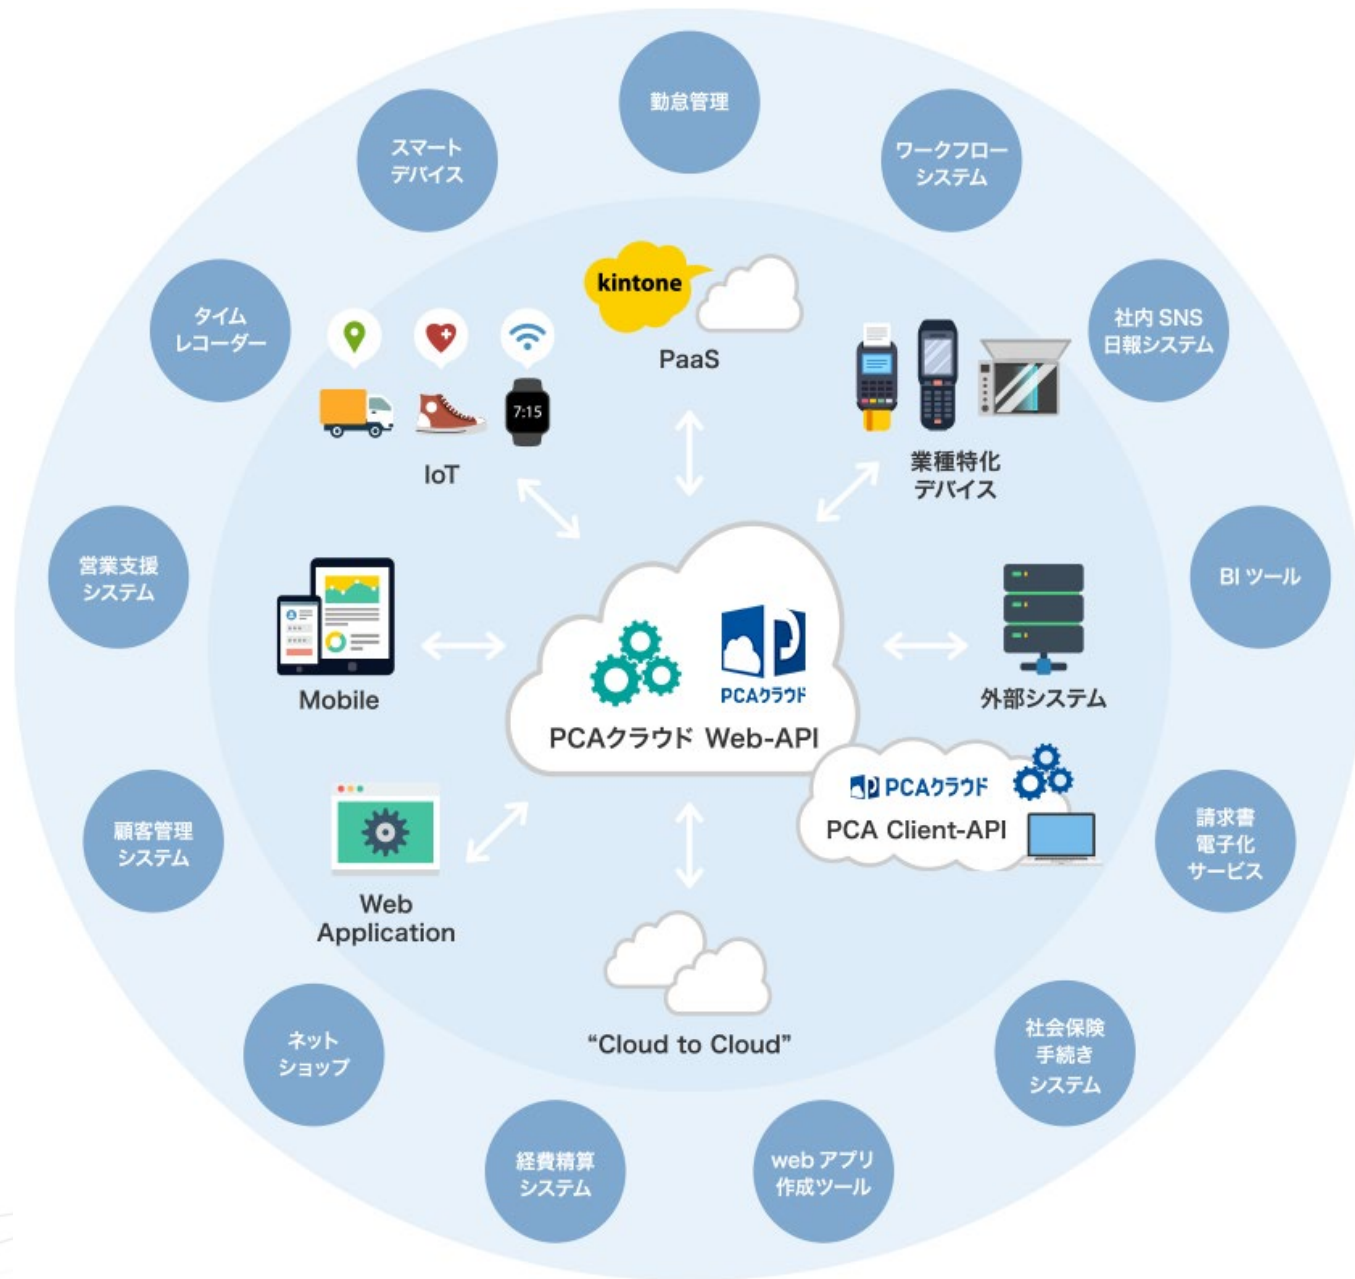 勤怠管理
スマート
デバイス
ワークフロー
システム
タイム
レコーダー
社内 SNS
日報システム
kintone
PaaS
7:15
IoT
業種特化
デバイス
営業支援
システム
BI ツール
Mobile
PCAクラウド
PCAクラウド Web-API
外部システム
PCAクラウド
PCA Client-API
顧客管理
システム
Web
Application
請求書
電子化
サービス
“Cloud to Cloud”
ネット
ショップ
社会保険
手続き
システム
経費精算
システム
web アプリ
作成ツール